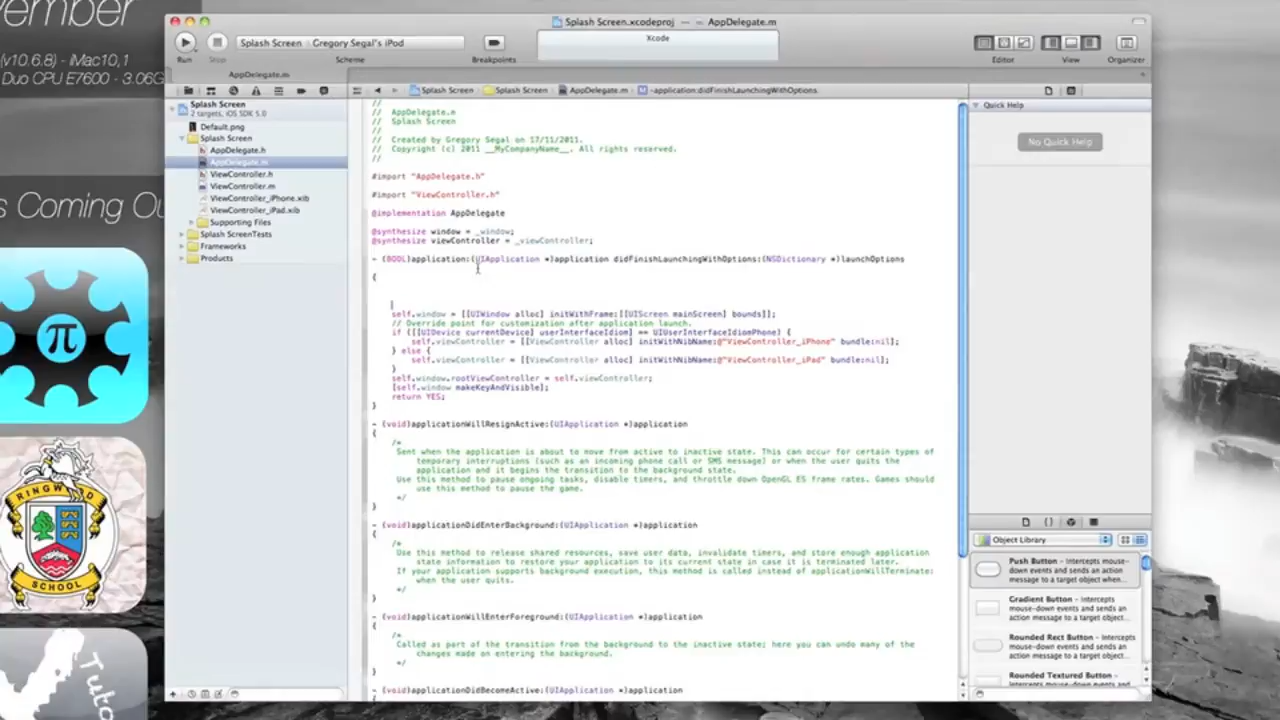 vember
(v10.6.8) - iMac10,1
Duo CPU E7600 - 3.06G
s Coming Ou
π
RINGWOOD
SCHOOL
Tuto
Splash Screen.xcodeproj — AppDelegate.m
Run
Stop
Splash Screen Gregory Segal's iPod
Scheme
Breakpoints
Xcode
Editor
View
Organizer
AppDelegate.m
Splash Screen
2 targets, iOS SDK 5.0
Default.png
Splash Screen
AppDelegate.h
AppDelegate.m
ViewController.h
ViewController.m
ViewController_iPhone.xib
ViewController_iPad.xib
Supporting Files
Splash ScreenTests
Frameworks
Products
Splash Screen Splash Screen AppDelegate.m -application:didFinishLaunchingWithOptions:
//
// AppDelegate.m
// Splash Screen
//
// Created by Gregory Segal on 17/11/2011.
// Copyright (c) 2011 __MyCompanyName__. All rights reserved.
//
#import "AppDelegate.h"
#import "ViewController.h"
@implementation AppDelegate
@synthesize window = _window;
@synthesize viewController = _viewController;
- (BOOL)application:(UIApplication *)application didFinishLaunchingWithOptions:(NSDictionary *)launchOptions
{
self.window = [[UIWindow alloc] initWithFrame:[[UIScreen mainScreen] bounds]];
// Override point for customization after application launch.
if ([[UIDevice currentDevice] userInterfaceIdiom] == UIUserInterfaceIdiomPhone) {
self.viewController = [[ViewController alloc] initWithNibName:@"ViewController_iPhone" bundle:nil];
} else {
self.viewController = [[ViewController alloc] initWithNibName:@"ViewController_iPad" bundle:nil];
}
self.window.rootViewController = self.viewController;
[self.window makeKeyAndVisible];
return YES;
}
- (void)applicationWillResignActive:(UIApplication *)application
{
/*
Sent when the application is about to move from active to inactive state. This can occur for certain types of
temporary interruptions (such as an incoming phone call or SMS message) or when the user quits the
application and it begins the transition to the background state.
Use this method to pause ongoing tasks, disable timers, and throttle down OpenGL ES frame rates. Games should
use this method to pause the game.
*/
}
- (void)applicationDidEnterBackground:(UIApplication *)application
{
/*
Use this method to release shared resources, save user data, invalidate timers, and store enough application
state information to restore your application to its current state in case it is terminated later.
If your application supports background execution, this method is called instead of applicationWillTerminate:
when the user quits.
*/
}
- (void)applicationWillEnterForeground:(UIApplication *)application
{
/*
Called as part of the transition from the background to the inactive state; here you can undo many of the
changes made on entering the background.
*/
}
- (void)applicationDidBecomeActive:(UIApplication *)application
Quick Help
No Quick Help
Object Library
Push Button - Intercepts mouse-
down events and sends an action
message to a target object when...
Gradient Button - Intercepts
mouse-down events and sends an
action message to a target object...
Rounded Rect Button - Intercepts
mouse-down events and sends an
action message to a target object...
Rounded Textured Button -
Intercepts mouse-down events and